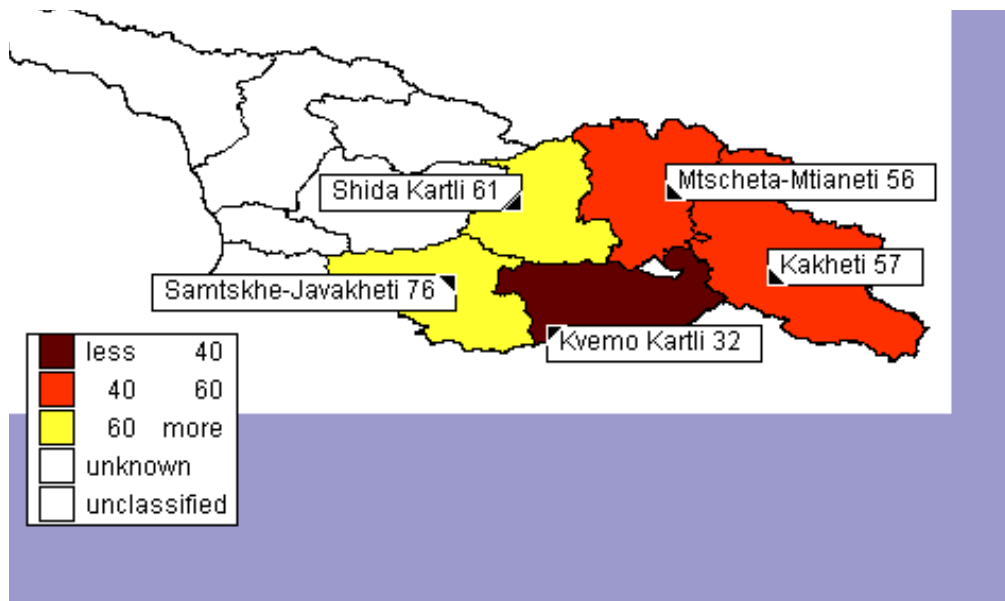 Shida Kartli 61
Mtscheta-Mtianeti 56
Samtskhe-Javakheti 76
Kakheti 57
Kvemo Kartli 32
less 40
40 60
60 more
unknown
unclassified